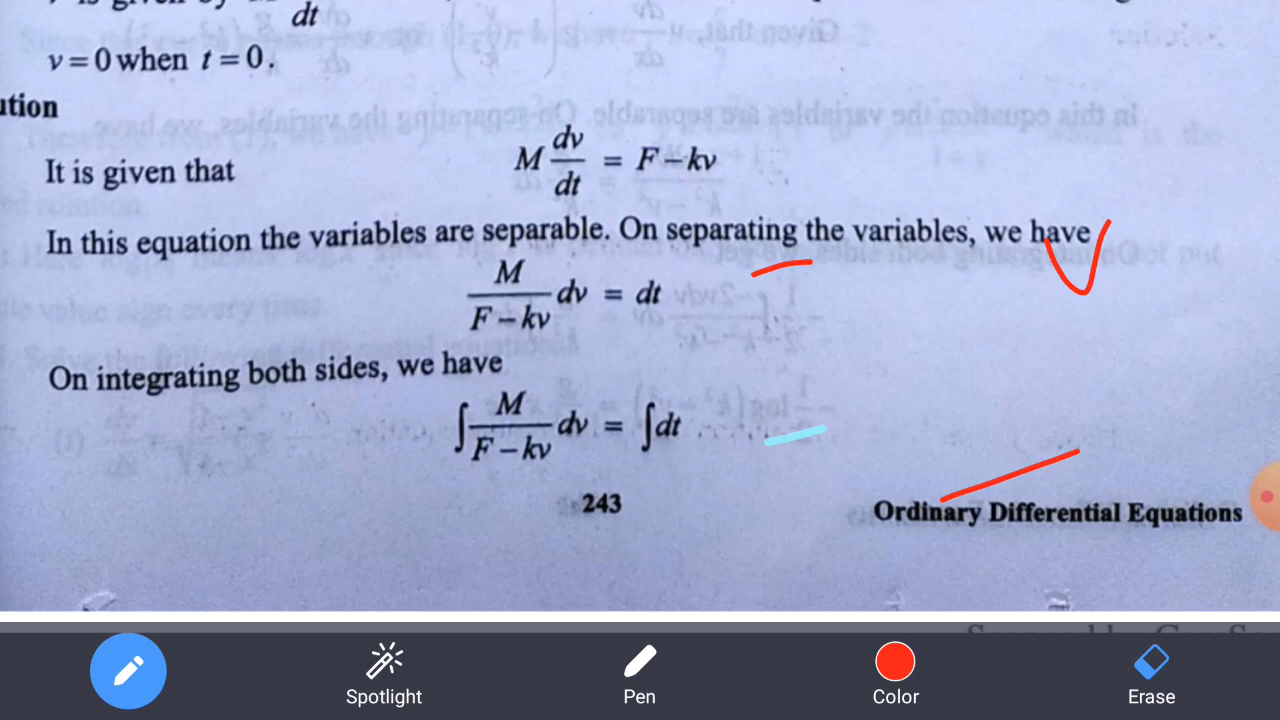 dt
v = 0 when t = 0.
ution
It is given that M dv/dt = F – kv
In this equation the variables are separable. On separating the variables, we have
M/(F – kv) dv = dt
On integrating both sides, we have
∫ M/(F – kv) dv = ∫ dt
243
Ordinary Differential Equations
Spotlight
Pen
Color
Erase